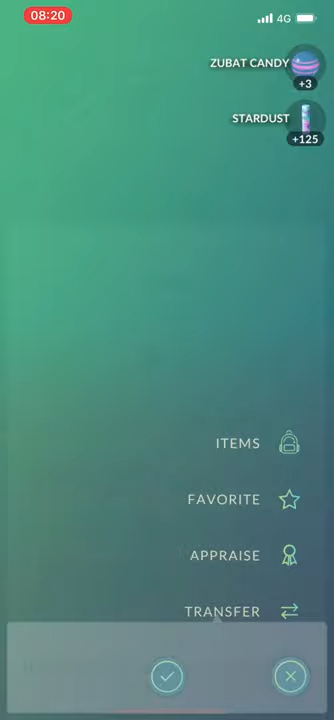 08:20
4G
ZUBAT CANDY
+3
STARDUST
+125
ITEMS
FAVORITE
APPRAISE
TRANSFER